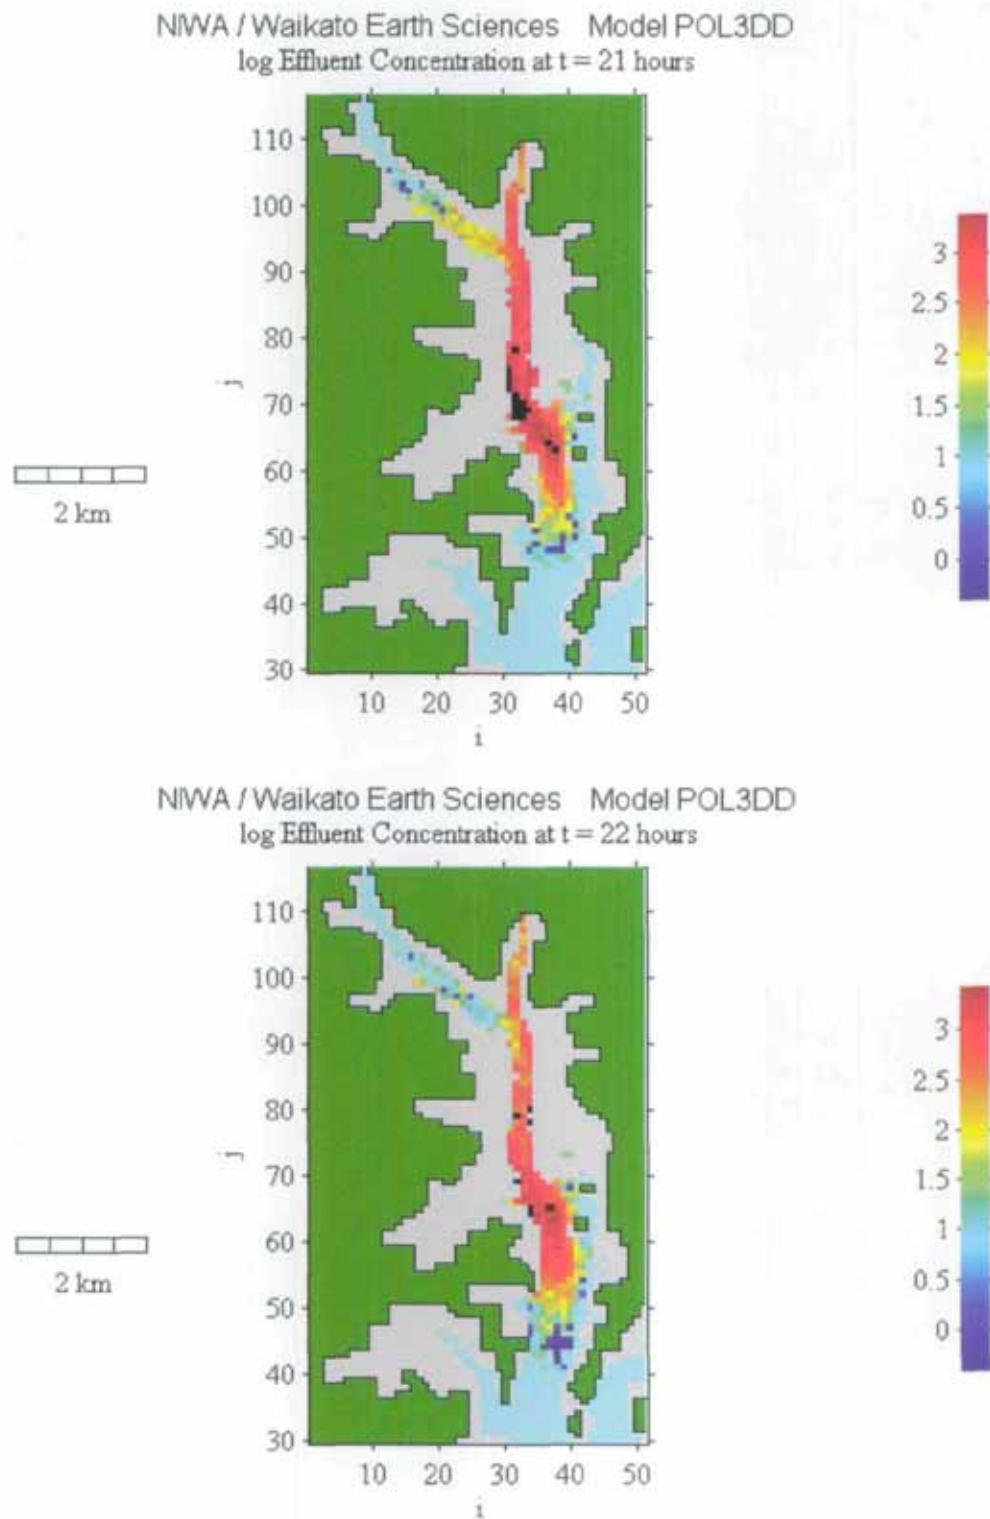 NIWA / Waikato Earth Sciences Model POL3DD
log Effluent Concentration at t = 21 hours
110
100
90
80
70
60
50
40
30
j
10 20 30 40 50
i
2 km
3
2.5
2
1.5
1
0.5
0
NIWA / Waikato Earth Sciences Model POL3DD
log Effluent Concentration at t = 22 hours
110
100
90
80
70
60
50
40
30
j
10 20 30 40 50
i
2 km
3
2.5
2
1.5
1
0.5
0